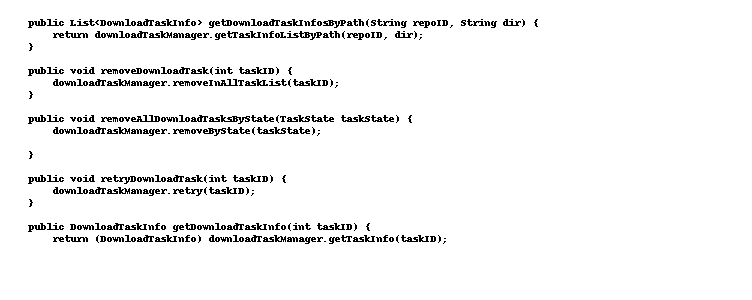 public List<DownloadTaskInfo> getDownloadTaskInfosByPath(String repoID, String dir) {
return downloadTaskManager.getTaskInfoListByPath(repoID, dir);
}
public void removeDownloadTask(int taskID) {
downloadTaskManager.removeInAllTaskList(taskID);
}
public void removeAllDownloadTasksByState(TaskState taskState) {
downloadTaskManager.removeByState(taskState);
}
public void retryDownloadTask(int taskID) {
downloadTaskManager.retry(taskID);
}
public DownloadTaskInfo getDownloadTaskInfo(int taskID) {
return (DownloadTaskInfo) downloadTaskManager.getTaskInfo(taskID);